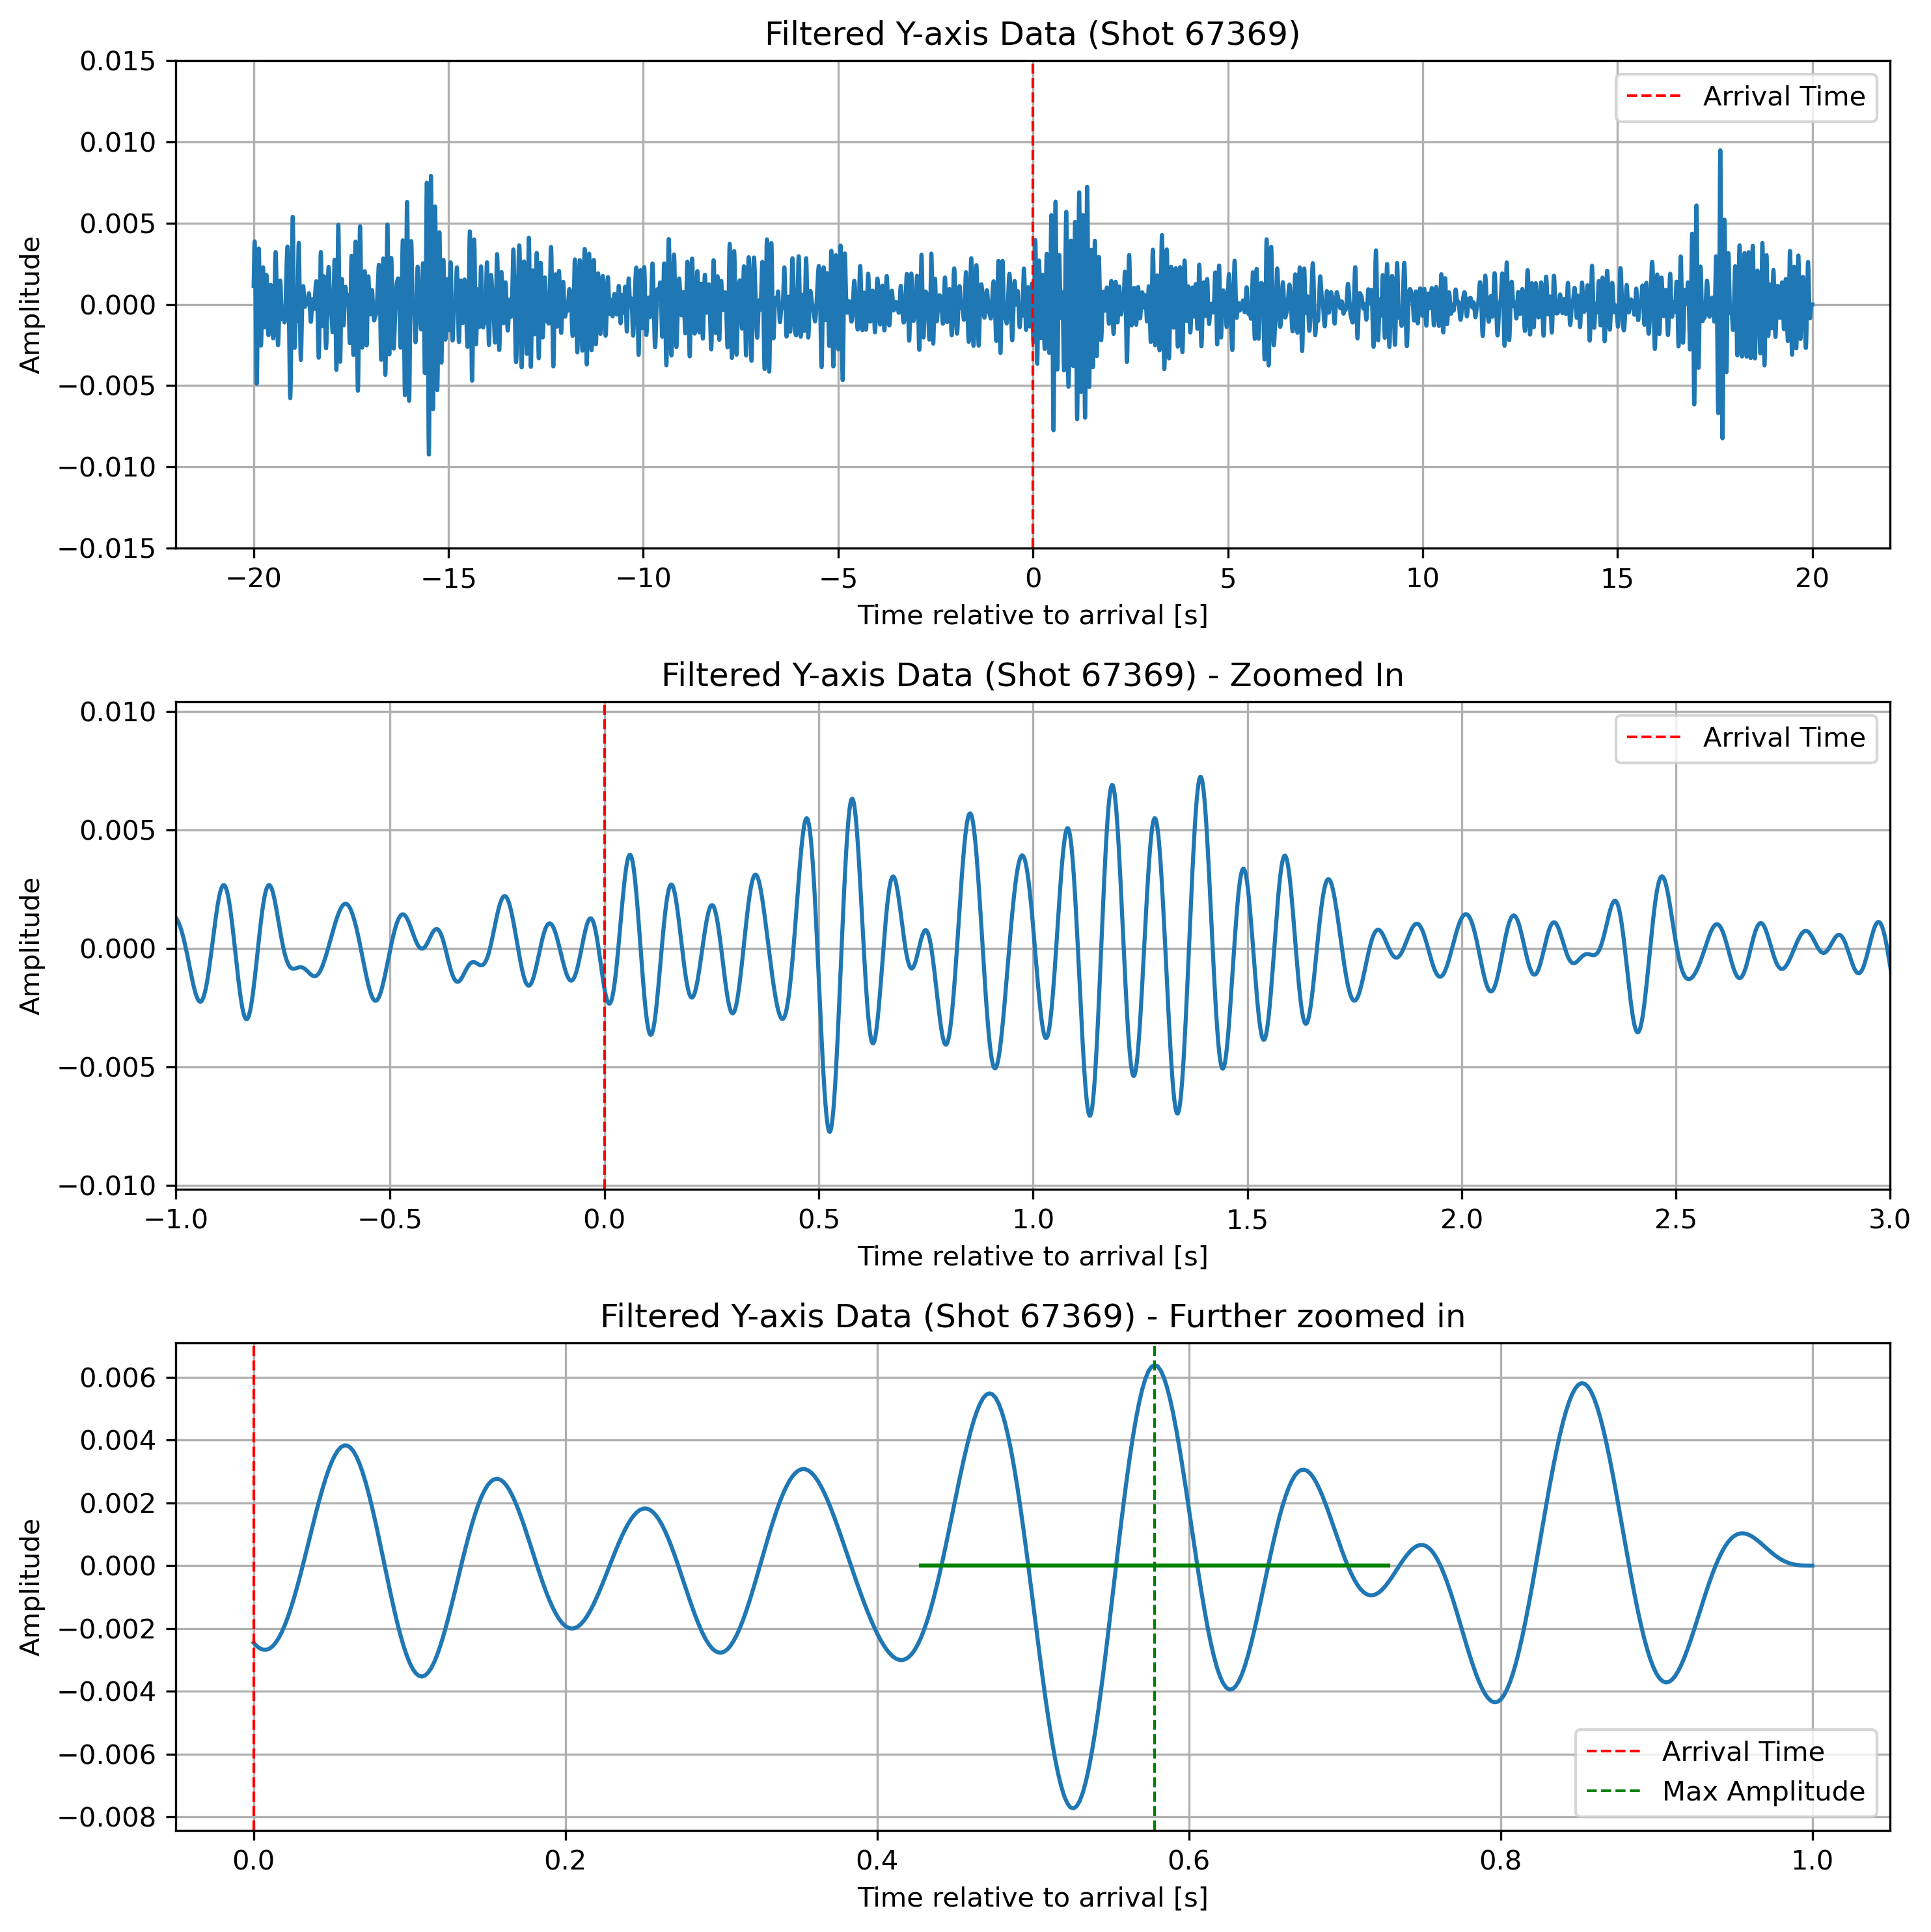 Filtered Y-axis Data (Shot 67369)
0.015
0.010
0.005
0.000
−0.005
−0.010
−0.015
Amplitude
Arrival Time
−20 −15 −10 −5 0 5 10 15 20
Time relative to arrival [s]
Filtered Y-axis Data (Shot 67369) - Zoomed In
0.010
0.005
0.000
−0.005
−0.010
Amplitude
Arrival Time
−1.0 −0.5 0.0 0.5 1.0 1.5 2.0 2.5 3.0
Time relative to arrival [s]
Filtered Y-axis Data (Shot 67369) - Further zoomed in
0.006
0.004
0.002
0.000
−0.002
−0.004
−0.006
−0.008
Amplitude
Arrival Time
Max Amplitude
0.0 0.2 0.4 0.6 0.8 1.0
Time relative to arrival [s]